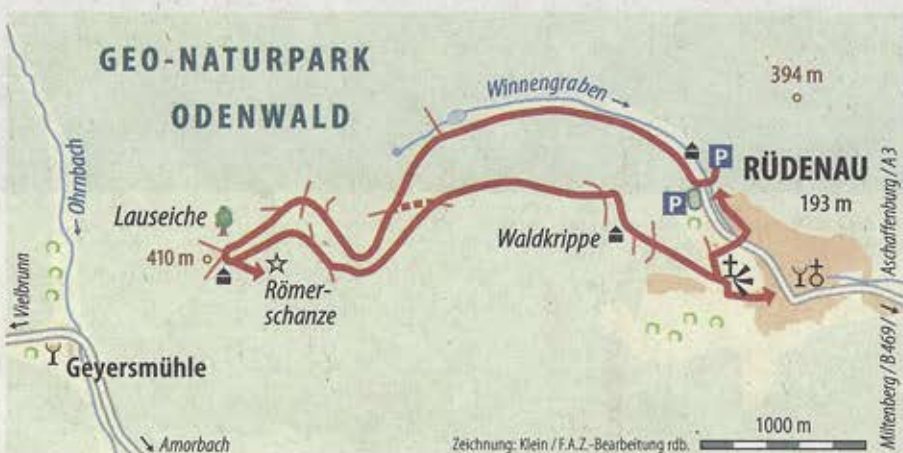 GEO-NATURPARK
ODENWALD
Winnengraben →
394 m
P
RÜDENAU
P
193 m
← Ohrnbach
Lauseiche
410 m
Römer-
schanze
Waldkrippe
← Vielbrunn
Geyersmühle
Amorbach
Aschaffenburg / A3
Miltenberg / B469 /
1000 m
Zeichnung: Klein / F.A.Z.-Bearbeitung rdb.